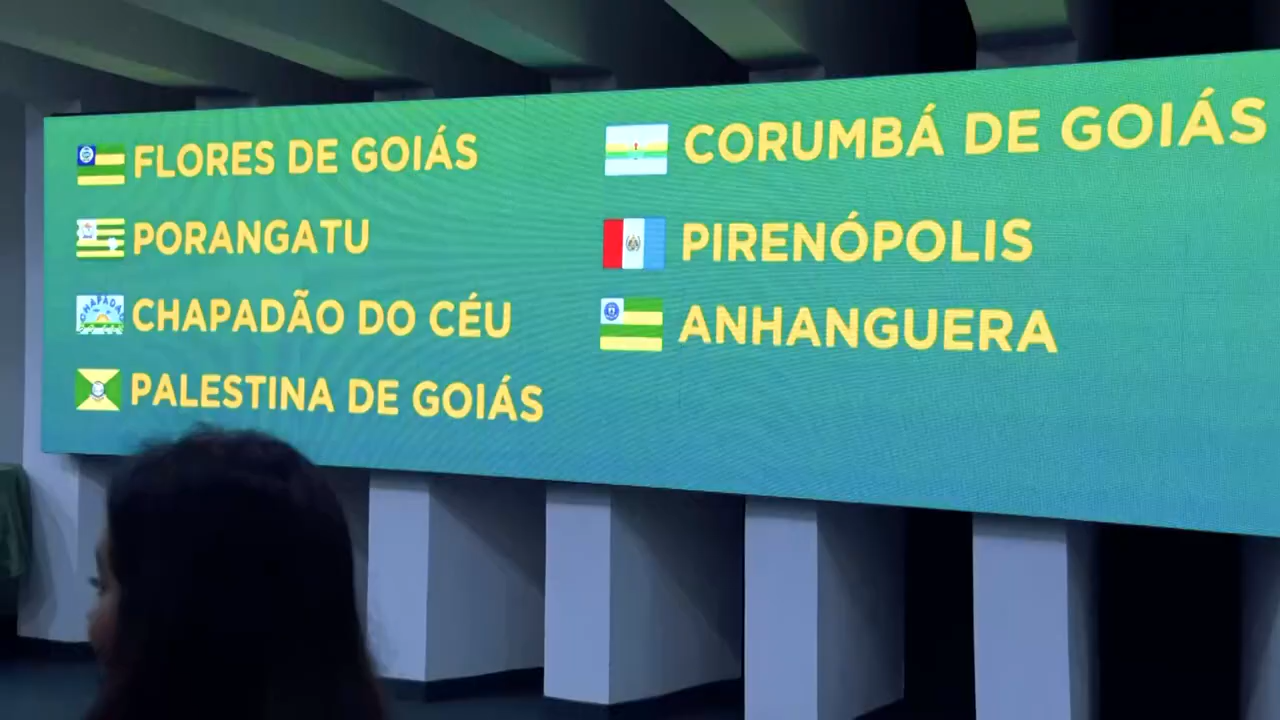 FLORES DE GOIÁS
PORANGATU
CHAPADÃO DO CÉU
PALESTINA DE GOIÁS
CORUMBÁ DE GOIÁS
PIRENÓPOLIS
ANHANGUERA